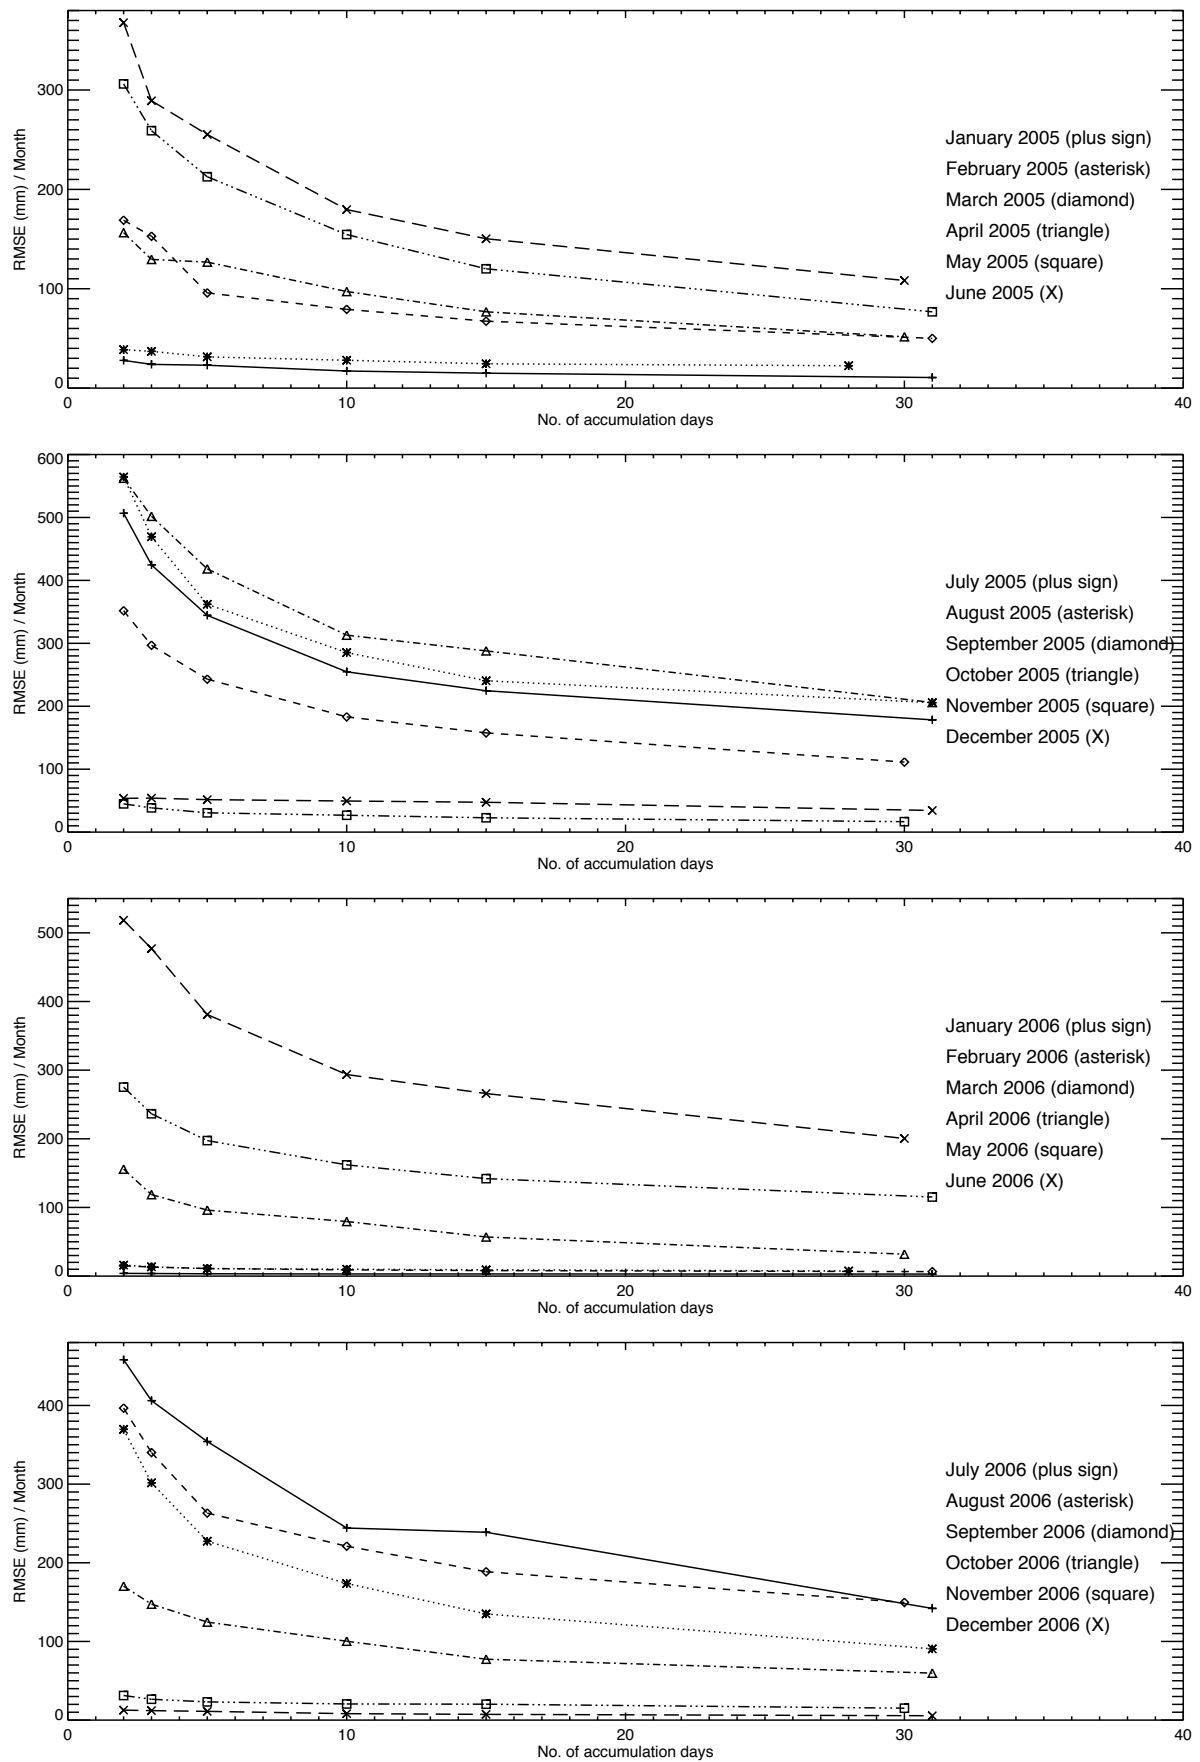 300
200
100
0
RMSE (mm) / Month
January 2005 (plus sign)
February 2005 (asterisk)
March 2005 (diamond)
April 2005 (triangle)
May 2005 (square)
June 2005 (X)
0 10 20 30 40
No. of accumulation days
600
500
400
300
200
100
0
RMSE (mm) / Month
July 2005 (plus sign)
August 2005 (asterisk)
September 2005 (diamond)
October 2005 (triangle)
November 2005 (square)
December 2005 (X)
0 10 20 30 40
No. of accumulation days
500
400
300
200
100
0
RMSE (mm) / Month
January 2006 (plus sign)
February 2006 (asterisk)
March 2006 (diamond)
April 2006 (triangle)
May 2006 (square)
June 2006 (X)
0 10 20 30 40
No. of accumulation days
400
300
200
100
0
RMSE (mm) / Month
July 2006 (plus sign)
August 2006 (asterisk)
September 2006 (diamond)
October 2006 (triangle)
November 2006 (square)
December 2006 (X)
0 10 20 30 40
No. of accumulation days